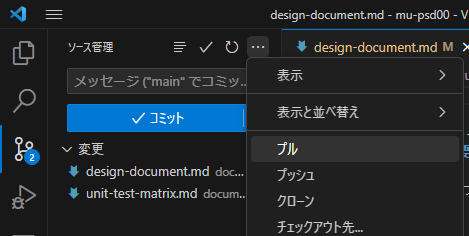 design-document.md - mu-psd00 - V
ソース管理
design-document.md M
メッセージ ("main" でコミッ...
コミット
変更
design-document.md doc...
unit-test-matrix.md docum...
2
表示
表示と並べ替え
プル
プッシュ
クローン
チェックアウト先...